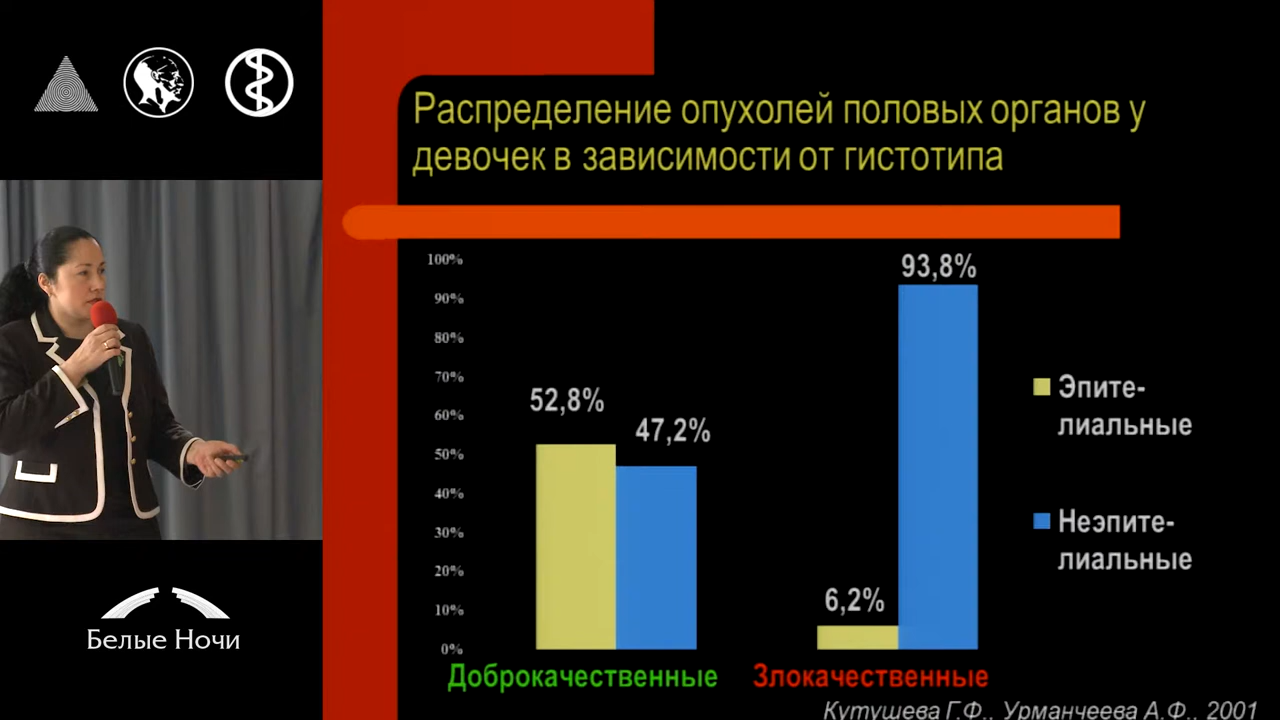 Распределение опухолей половых органов у
девочек в зависимости от гистотипа
100%
90%
80%
70%
60%
50%
40%
30%
20%
10%
0%
52,8%
47,2%
6,2%
93,8%
Эпите-
лиальные
Неэпите-
лиальные
Доброкачественные
Злокачественные
Кутушева Г.Ф., Урманчеева А.Ф., 2001
Белые Ночи